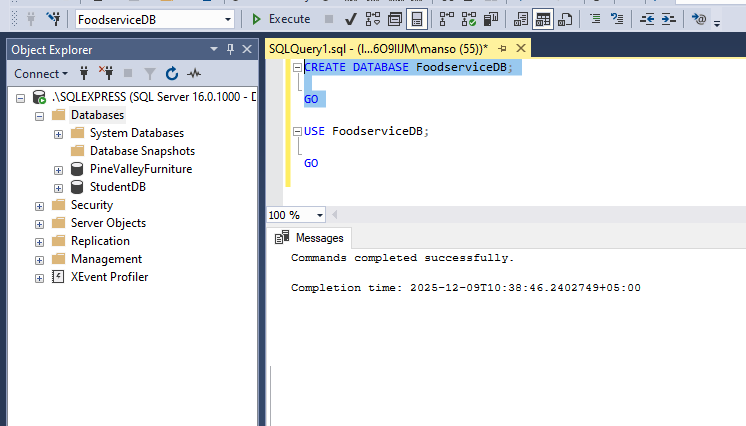 FoodserviceDB
Execute
Object Explorer
Connect
.\SQLEXPRESS (SQL Server 16.0.1000 - D
Databases
System Databases
Database Snapshots
PineValleyFurniture
StudentDB
Security
Server Objects
Replication
Management
XEvent Profiler
SQLQuery1.sql - (l...6O9IIJM\manso (55))*
CREATE DATABASE FoodserviceDB;
GO
USE FoodserviceDB;
GO
100 %
Messages
Commands completed successfully.
Completion time: 2025-12-09T10:38:46.2402749+05:00